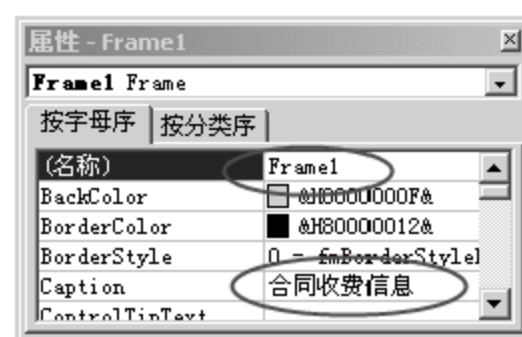 属性 - Frame1
Frame1 Frame
按字母序 按分类序
(名称) Frame1
BackColor &H8000000F&
BorderColor &H80000012&
BorderStyle 0 - fmBorderStyle
Caption 合同收费信息
ControlTipText